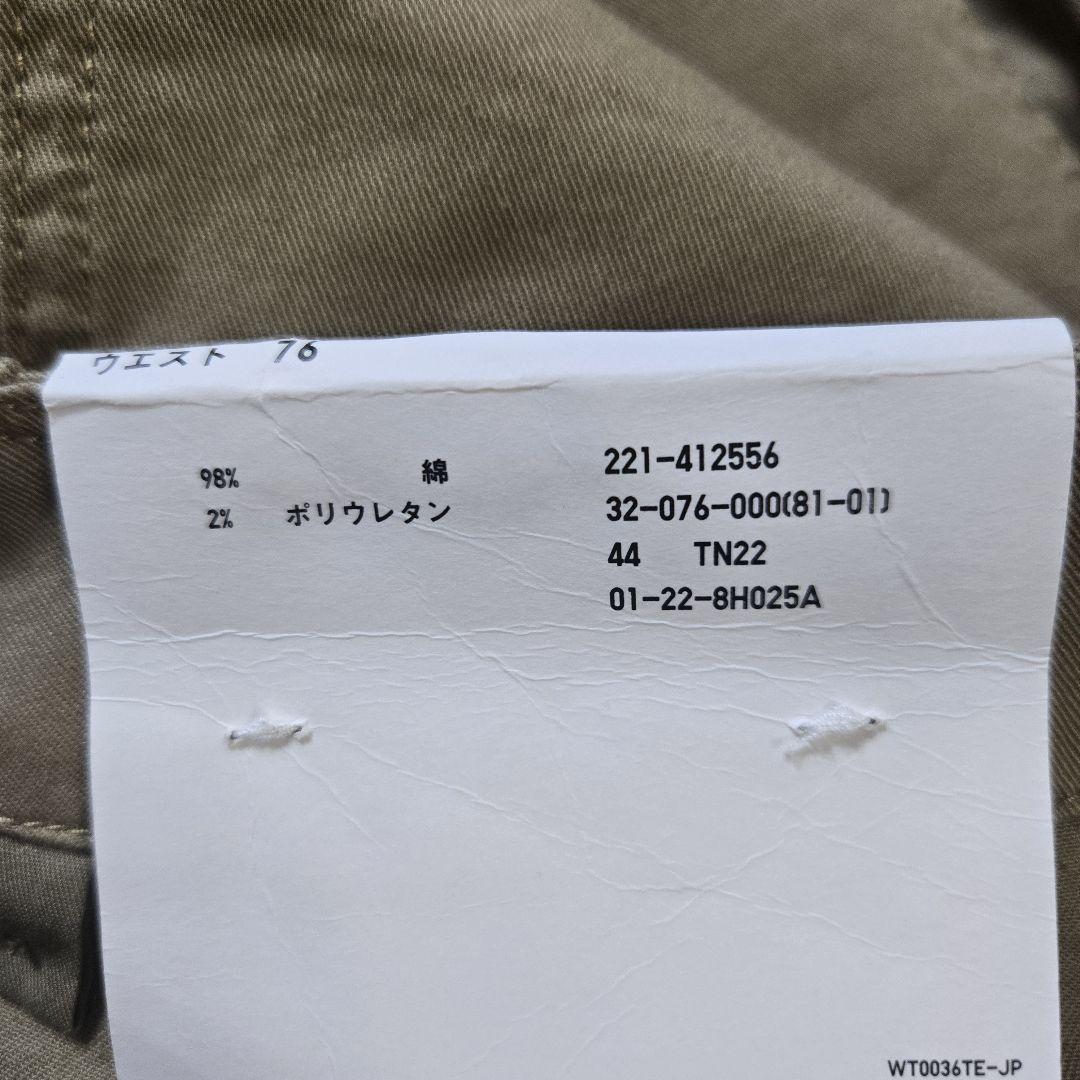 ウエスト 76
98% 綿
2% ポリウレタン
221-412556
32-076-000(81-01)
44 TN22
01-22-8H025A
WT0036TE-JP